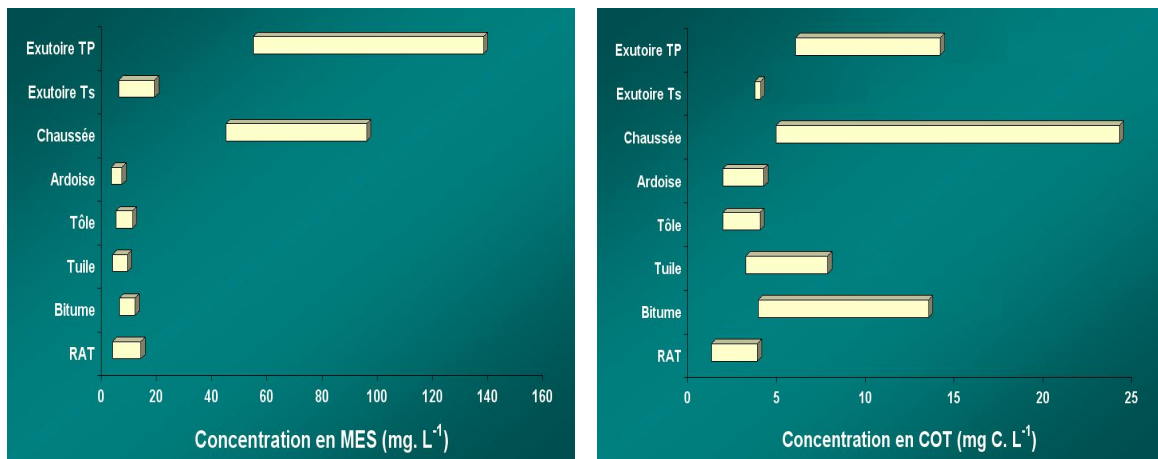 Exutoire TP
Exutoire Ts
Chaussée
Ardoise
Tôle
Tuile
Bitume
RAT
0 20 40 60 80 100 120 140 160
Concentration en MES (mg. L-1)
Exutoire TP
Exutoire Ts
Chaussée
Ardoise
Tôle
Tuile
Bitume
RAT
0 5 10 15 20 25
Concentration en COT (mg C. L-1)